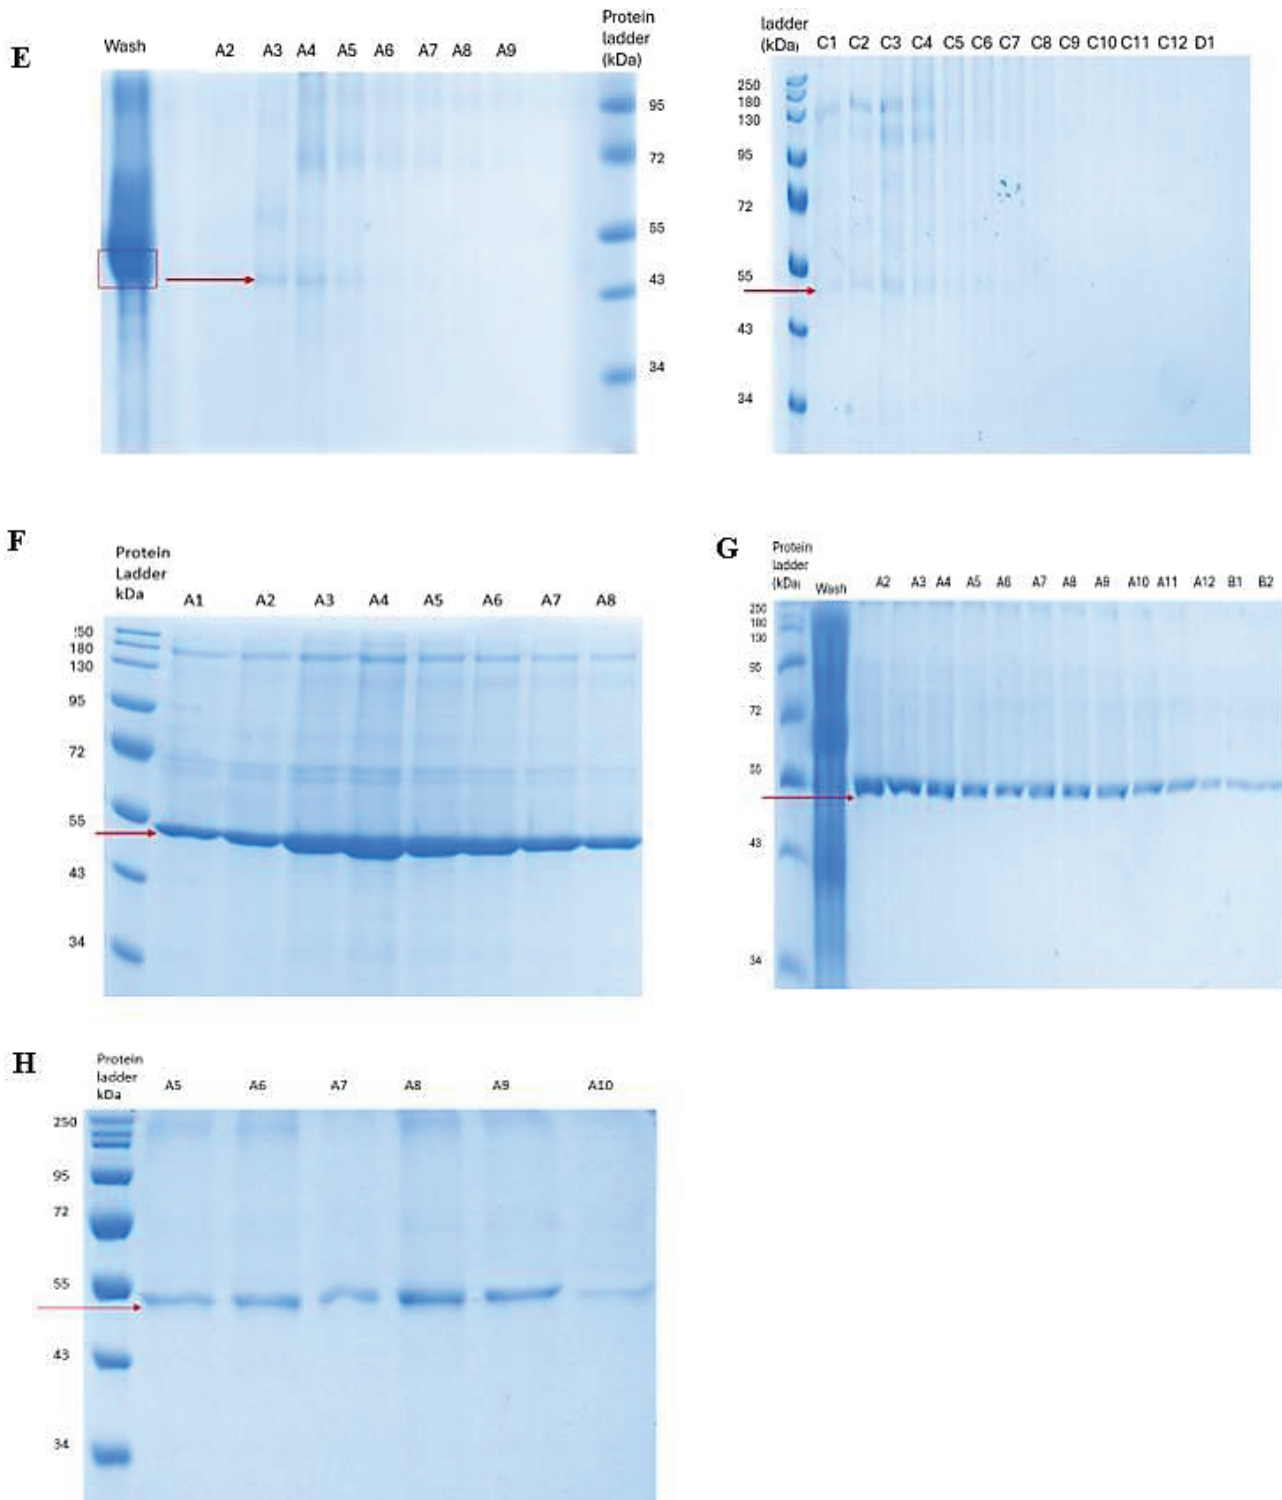 E
Wash A2 A3 A4 A5 A6 A7 A8 A9
Protein
ladder
(kDa)
95
72
55
43
34
ladder
(kDa) C1 C2 C3 C4 C5 C6 C7 C8 C9 C10 C11 C12 D1
250
180
130
95
72
55
43
34
F
Protein
Ladder
kDa
A1 A2 A3 A4 A5 A6 A7 A8
:50
180
130
95
72
55
43
34
G
Protein
ladder
(kDa) Wash A2 A3 A4 A5 A6 A7 A8 A9 A10 A11 A12 B1 B2
250
180
130
95
72
55
43
34
H
Protein
ladder
kDa
A5 A6 A7 A8 A9 A10
250
95
72
55
43
34